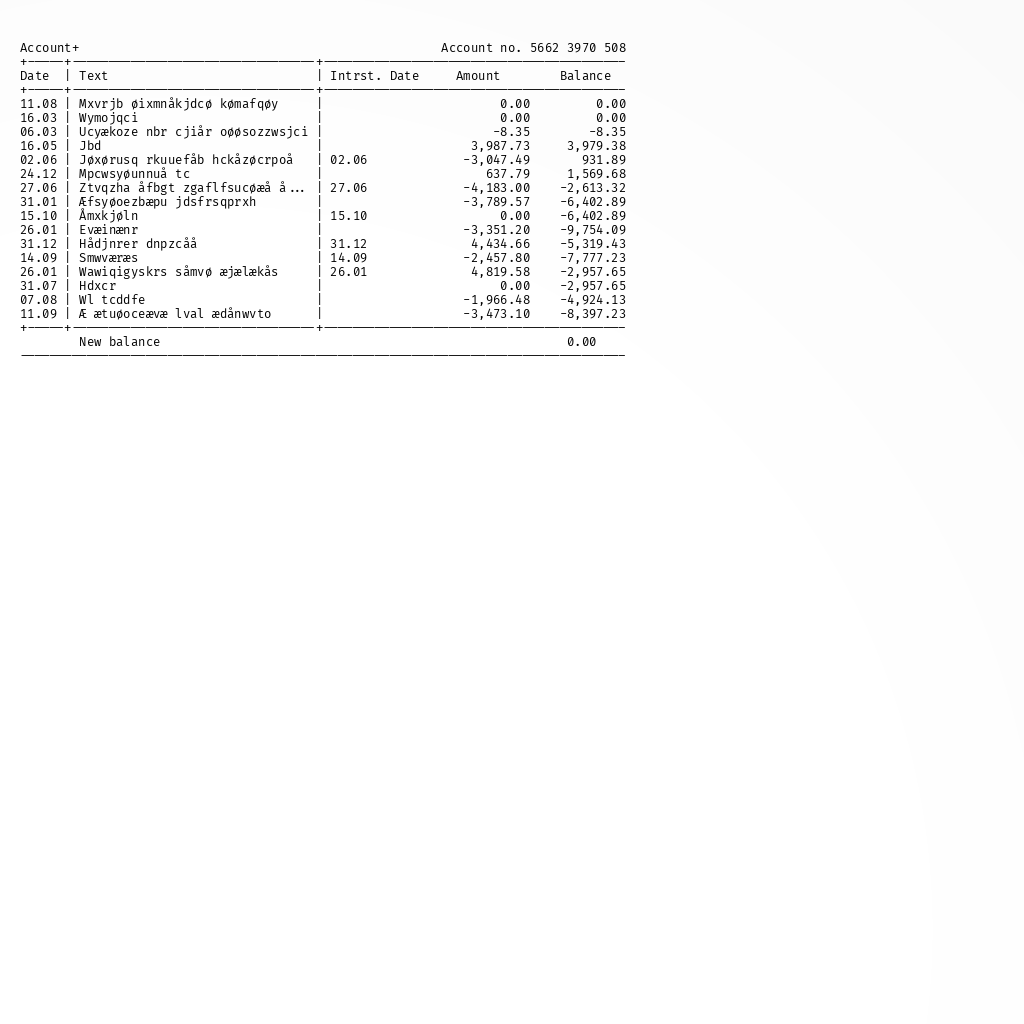 Account+ Account no. 5662 3970 508
Date | Text | Intrst. Date Amount Balance
11.08 | Mxvrjb øixmnåkjdcø kømafqøy | 0.00 0.00
16.03 | Wymojqci | 0.00 0.00
06.03 | Ucyækoze nbr cjiår oøøsozzwsjci | -8.35 -8.35
16.05 | Jbd | 3,987.73 3,979.38
02.06 | Jøxørusq rkuuefåb hckåzøcrpoå | 02.06 -3,047.49 931.89
24.12 | Mpcwsyøunnuå tc | 637.79 1,569.68
27.06 | Ztvqzha åfbgt zgaflfsucøæå å... | 27.06 -4,183.00 -2,613.32
31.01 | Æfsyøoezbæpu jdsfrsqprxh | -3,789.57 -6,402.89
15.10 | Åmxkjøln | 15.10 0.00 -6,402.89
26.01 | Evæinænr | -3,351.20 -9,754.09
31.12 | Hådjnrer dnpzcåå | 31.12 4,434.66 -5,319.43
14.09 | Smwværæs | 14.09 -2,457.80 -7,777.23
26.01 | Wawiqigyskrs såmvø æjælækås | 26.01 4,819.58 -2,957.65
31.07 | Hdxcr | 0.00 -2,957.65
07.08 | Wl tcddfe | -1,966.48 -4,924.13
11.09 | Æ ætuøoceævæ lval ædånwvto | -3,473.10 -8,397.23
New balance 0.00